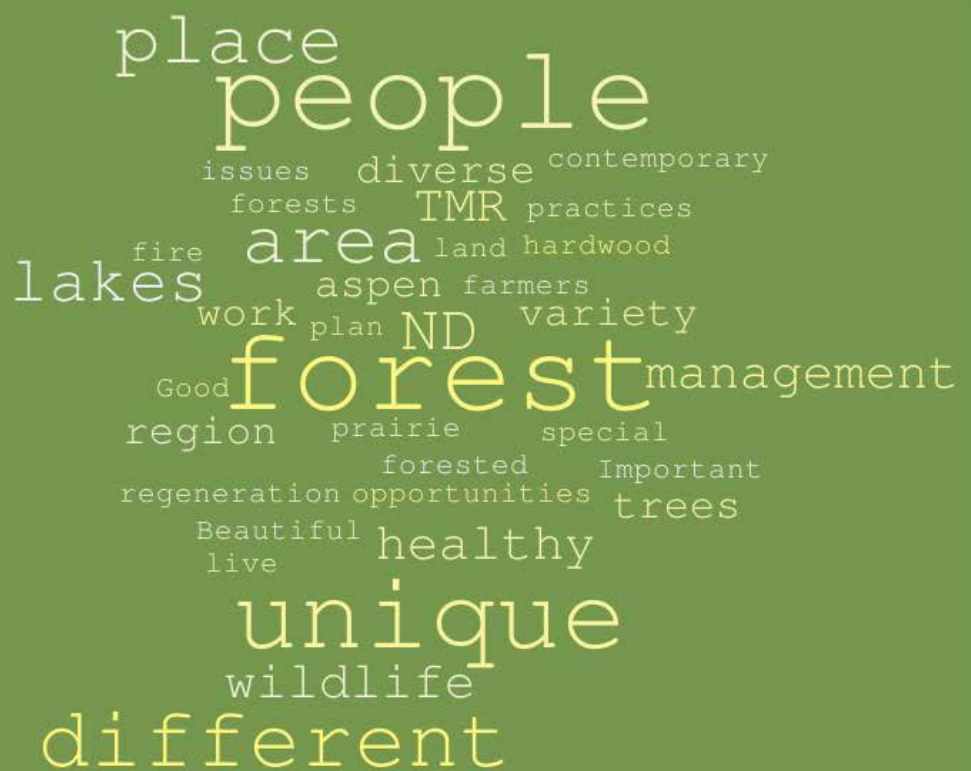 place
people
issues diverse contemporary
forests TMR practices
fire area land hardwood
lakes aspen farmers
work plan ND variety
Good forest management
region prairie special
forested Important
regeneration opportunities trees
Beautiful healthy
live
unique
wildlife
different